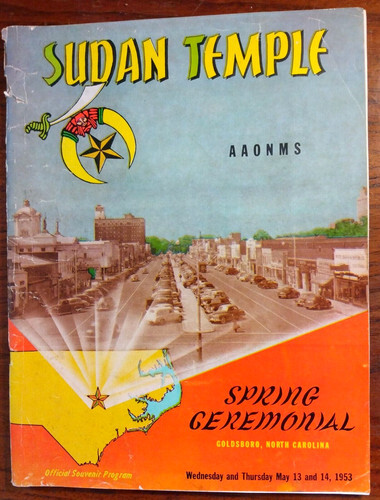 SUDAN TEMPLE
AAONMS
SPRING
CEREMONIAL
GOLDSBORO, NORTH CAROLINA
Official Souvenir Program
Wednesday and Thursday May 13 and 14, 1953